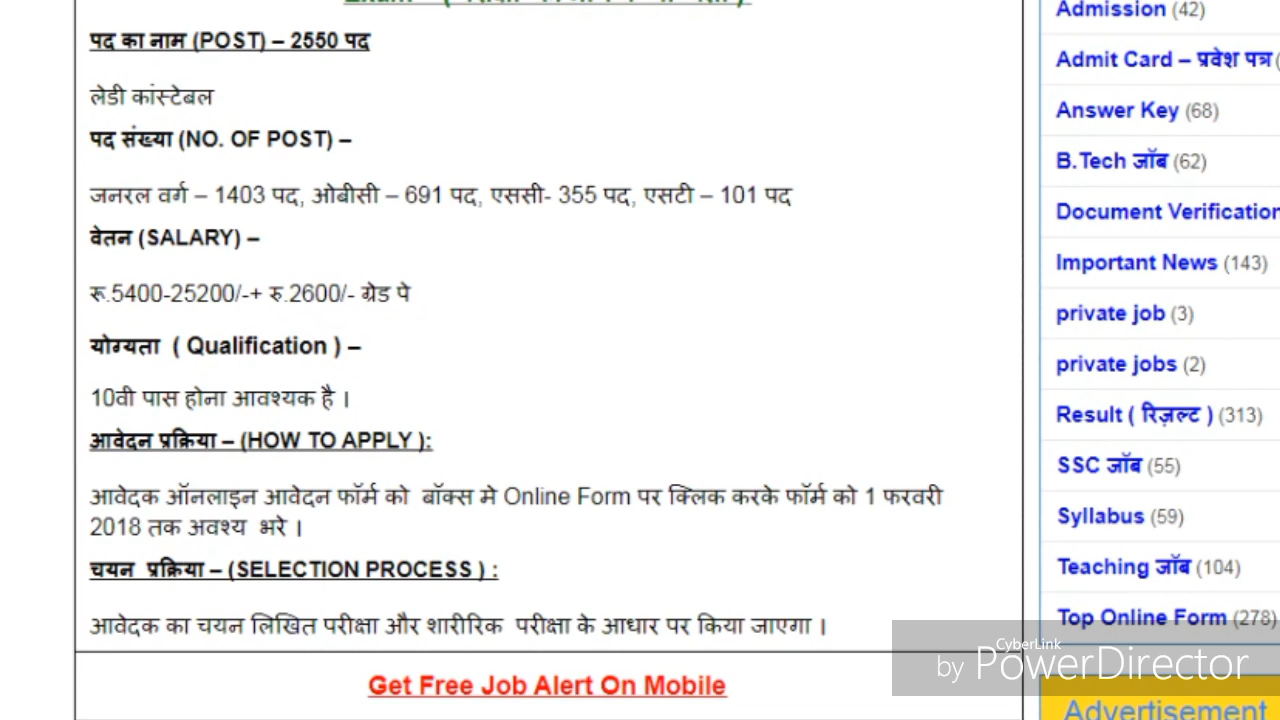 पद का नाम (POST) – 2550 पद
लेडी कांस्टेबल
पद संख्या (NO. OF POST) –
जनरल वर्ग – 1403 पद, ओबीसी – 691 पद, एससी- 355 पद, एसटी – 101 पद
वेतन (SALARY) –
रू.5400-25200/-+ रु.2600/- ग्रेड पे
योग्यता ( Qualification ) –
10वी पास होना आवश्यक है ।
आवेदन प्रक्रिया – (HOW TO APPLY ):
आवेदक ऑनलाइन आवेदन फॉर्म को बॉक्स मे Online Form पर क्लिक करके फॉर्म को 1 फरवरी
2018 तक अवश्य भरे ।
चयन प्रक्रिया – (SELECTION PROCESS ) :
आवेदक का चयन लिखित परीक्षा और शारीरिक परीक्षा के आधार पर किया जाएगा ।
Get Free Job Alert On Mobile
Admission (42)
Admit Card – प्रवेश पत्र (
Answer Key (68)
B.Tech जॉब (62)
Document Verification
Important News (143)
private job (3)
private jobs (2)
Result ( रिज़ल्ट ) (313)
SSC जॉब (55)
Syllabus (59)
Teaching जॉब (104)
Top Online Form (278)
CyberLink
by PowerDirector
Advertisement